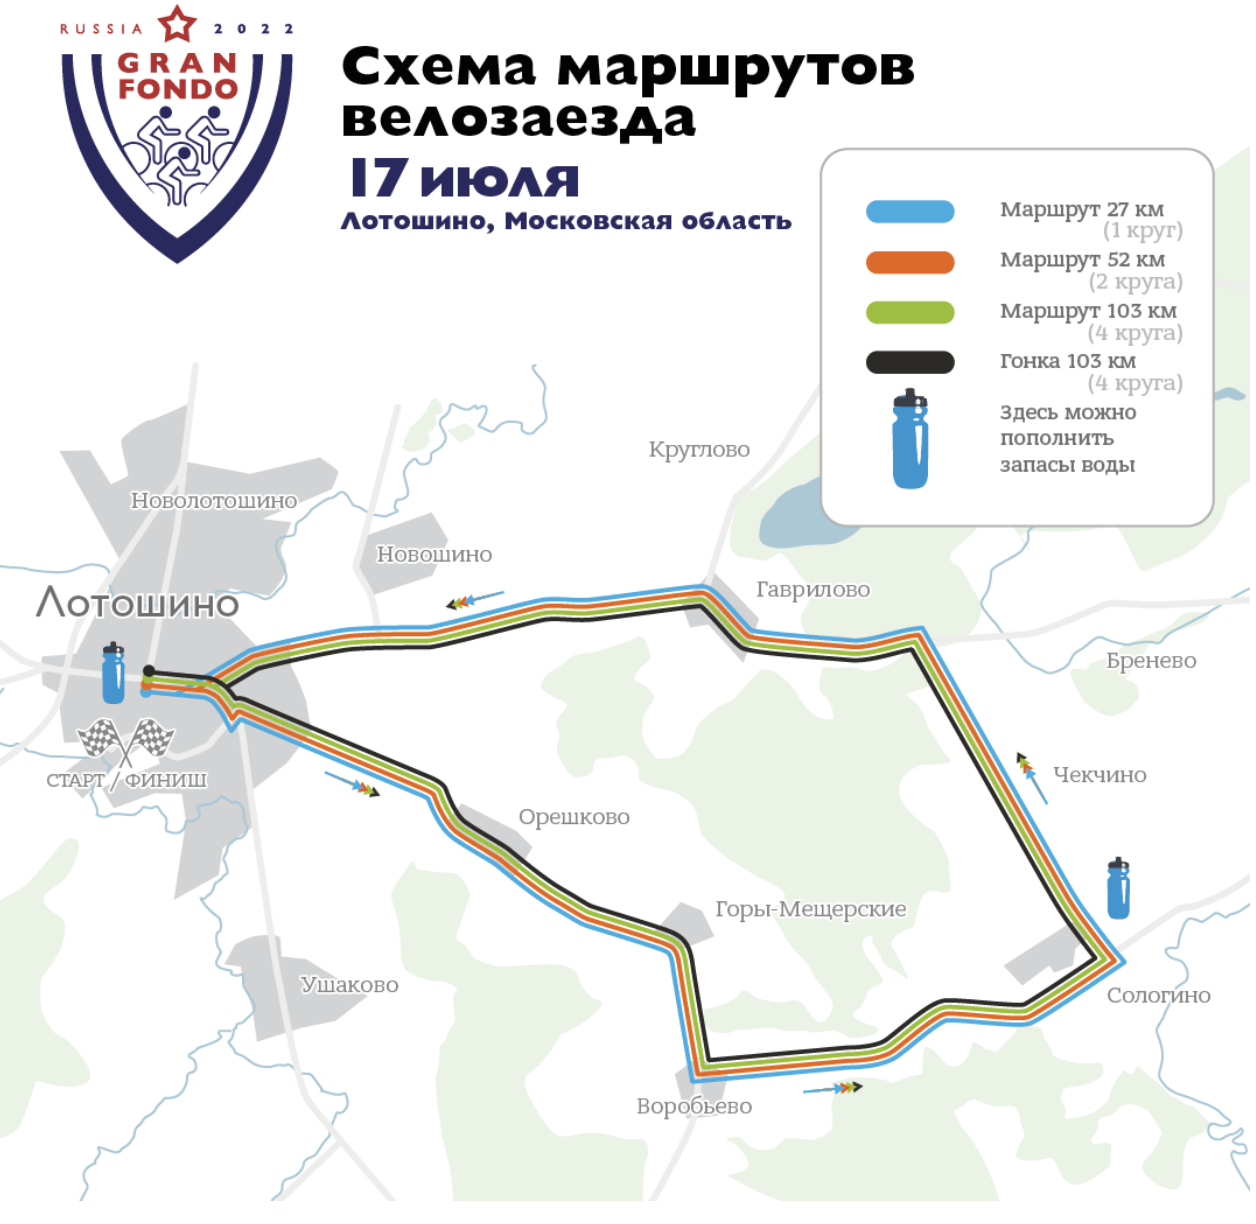 RUSSIA 2022
GRAN
FONDO
Схема маршрутов
велозаезда
17 июля
Лотошино, Московская область
Маршрут 27 км
(1 круг)
Маршрут 52 км
(2 круга)
Маршрут 103 км
(4 круга)
Гонка 103 км
(4 круга)
Здесь можно
пополнить
запасы воды
Круглово
Новолотошино
Новошино
Гаврилово
Лотошино
Бренево
Чекчино
СТАРТ / ФИНИШ
Орешково
Горы-Мещерские
Ушаково
Сологино
Воробьево